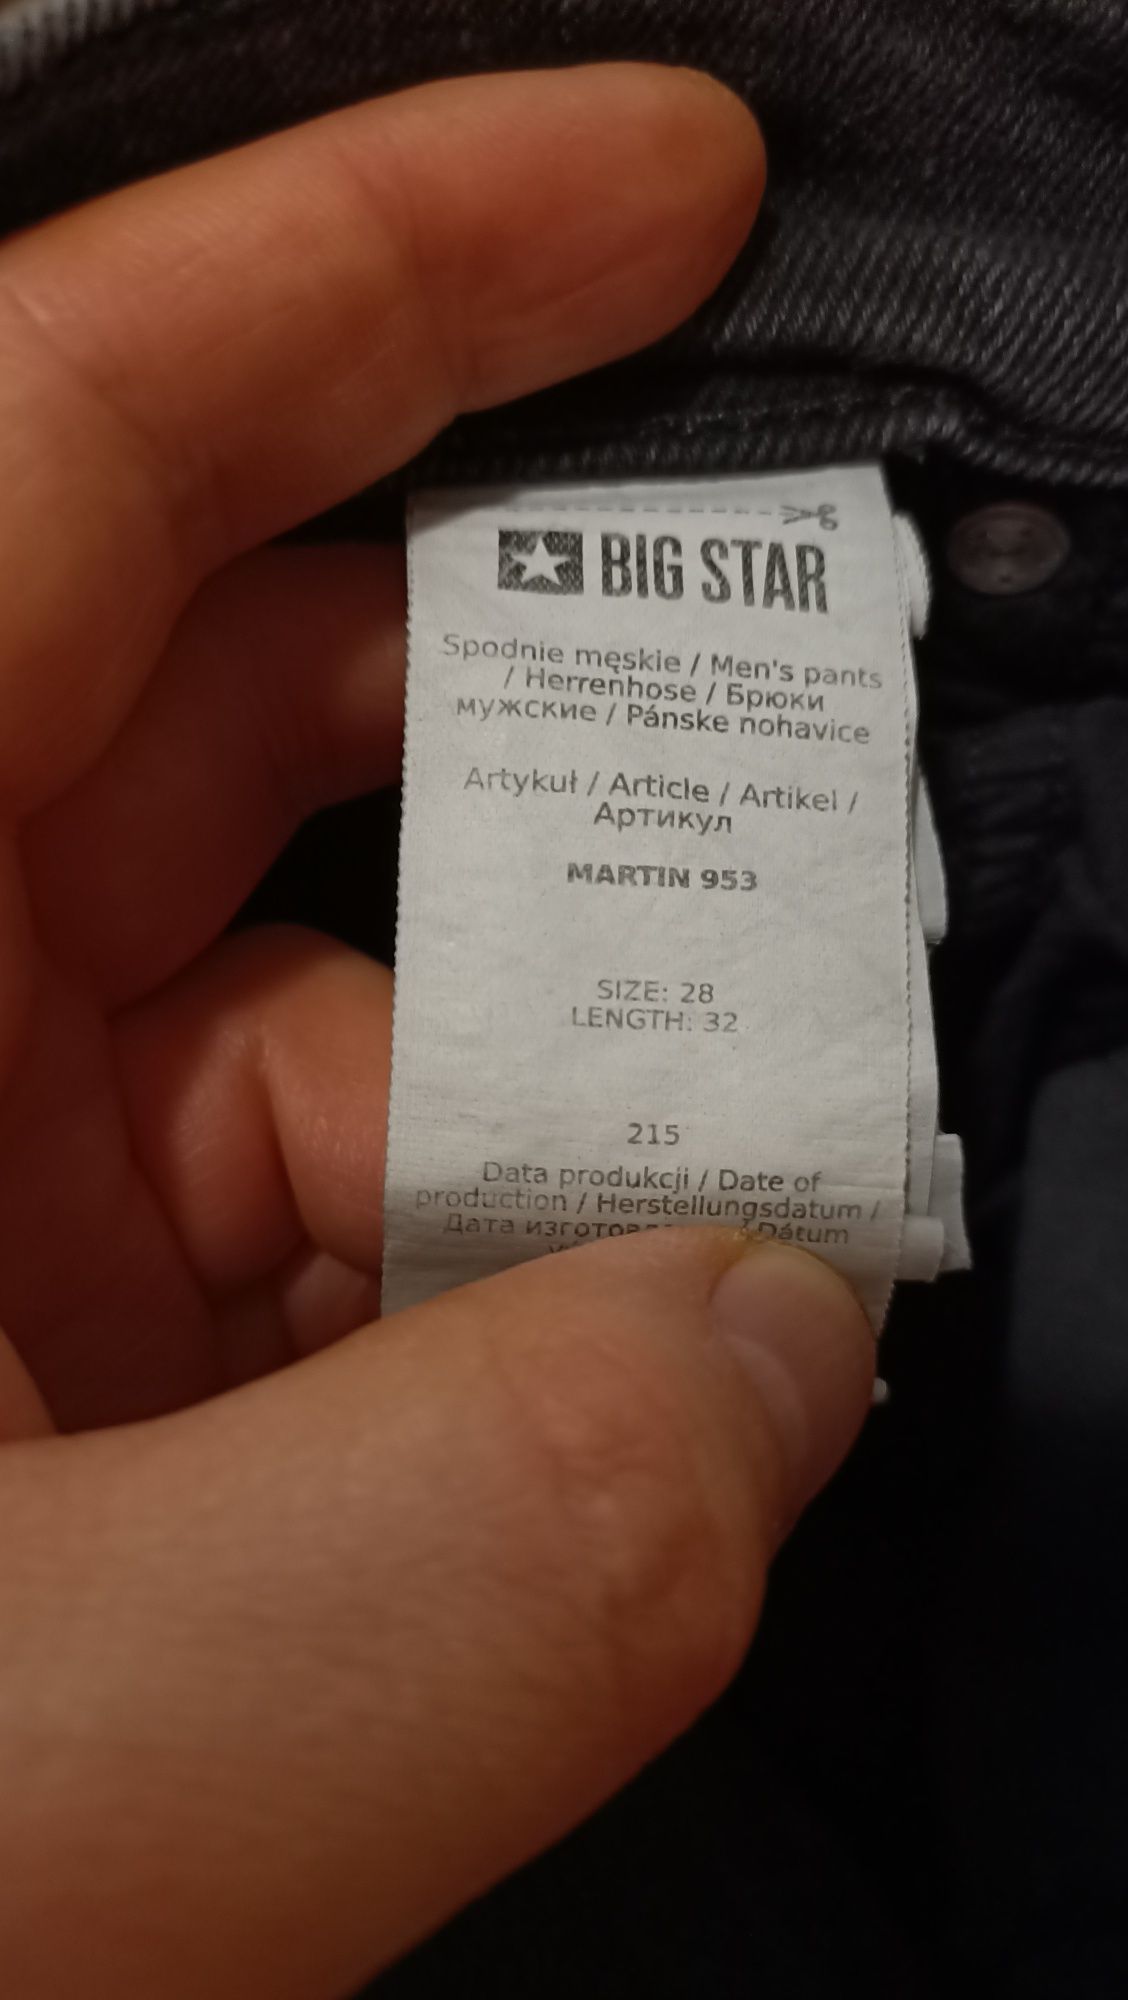 BIG STAR
Spodnie męskie / Men's pants
/ Herrenhose / Брюки
мужские / Pánske nohavice
Artykuł / Article / Artikel /
Артикул
MARTIN 953
SIZE: 28
LENGTH: 32
215
Data produkcji / Date of
production / Herstellungsdatum /
Дата / Dátum